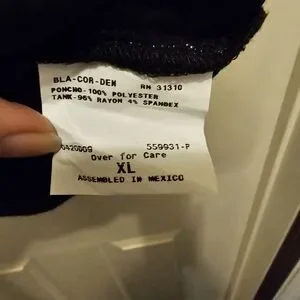 BLA-COR-DEN RN 31310
PONCHO-100% POLYESTER
TANK-96% RAYON 4% SPANDEX
0420009 559931-P
Over for Care
XL
ASSEMBLED IN MEXICO